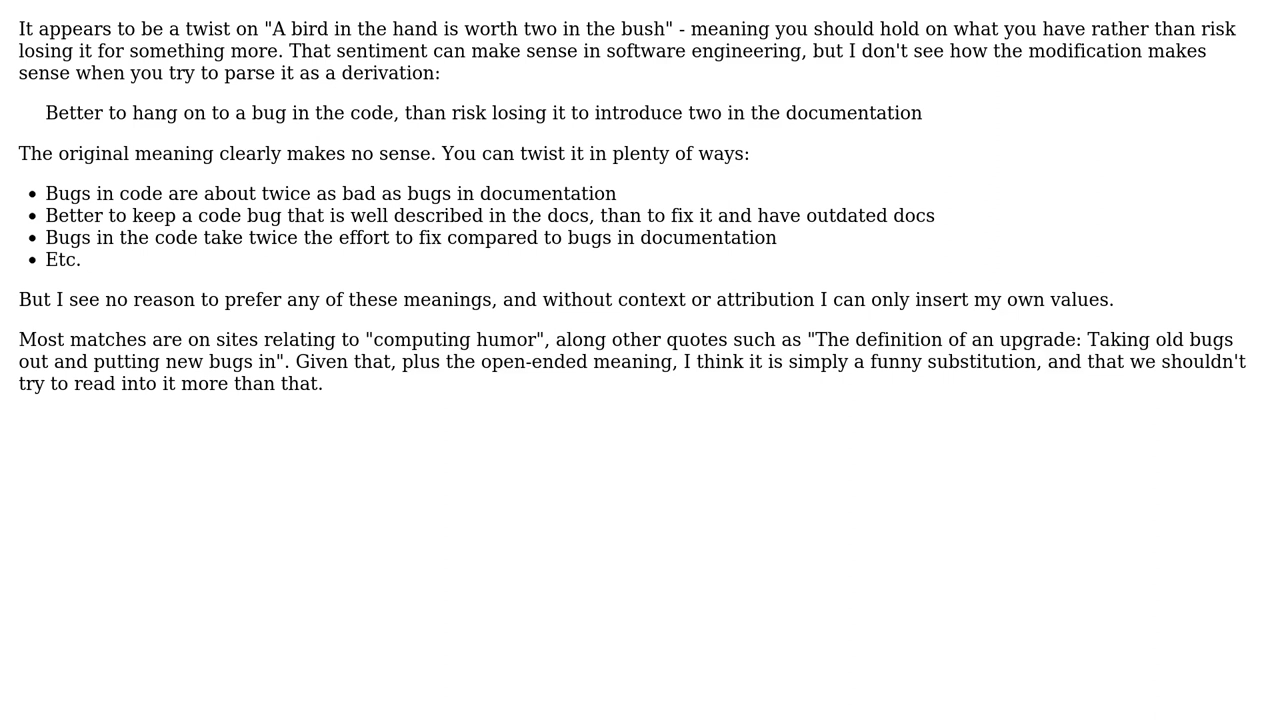 It appears to be a twist on "A bird in the hand is worth two in the bush" - meaning you should hold on what you have rather than risk
losing it for something more. That sentiment can make sense in software engineering, but I don't see how the modification makes
sense when you try to parse it as a derivation:
Better to hang on to a bug in the code, than risk losing it to introduce two in the documentation
The original meaning clearly makes no sense. You can twist it in plenty of ways:
• Bugs in code are about twice as bad as bugs in documentation
• Better to keep a code bug that is well described in the docs, than to fix it and have outdated docs
• Bugs in the code take twice the effort to fix compared to bugs in documentation
• Etc.
But I see no reason to prefer any of these meanings, and without context or attribution I can only insert my own values.
Most matches are on sites relating to "computing humor", along other quotes such as "The definition of an upgrade: Taking old bugs
out and putting new bugs in". Given that, plus the open-ended meaning, I think it is simply a funny substitution, and that we shouldn't
try to read into it more than that.